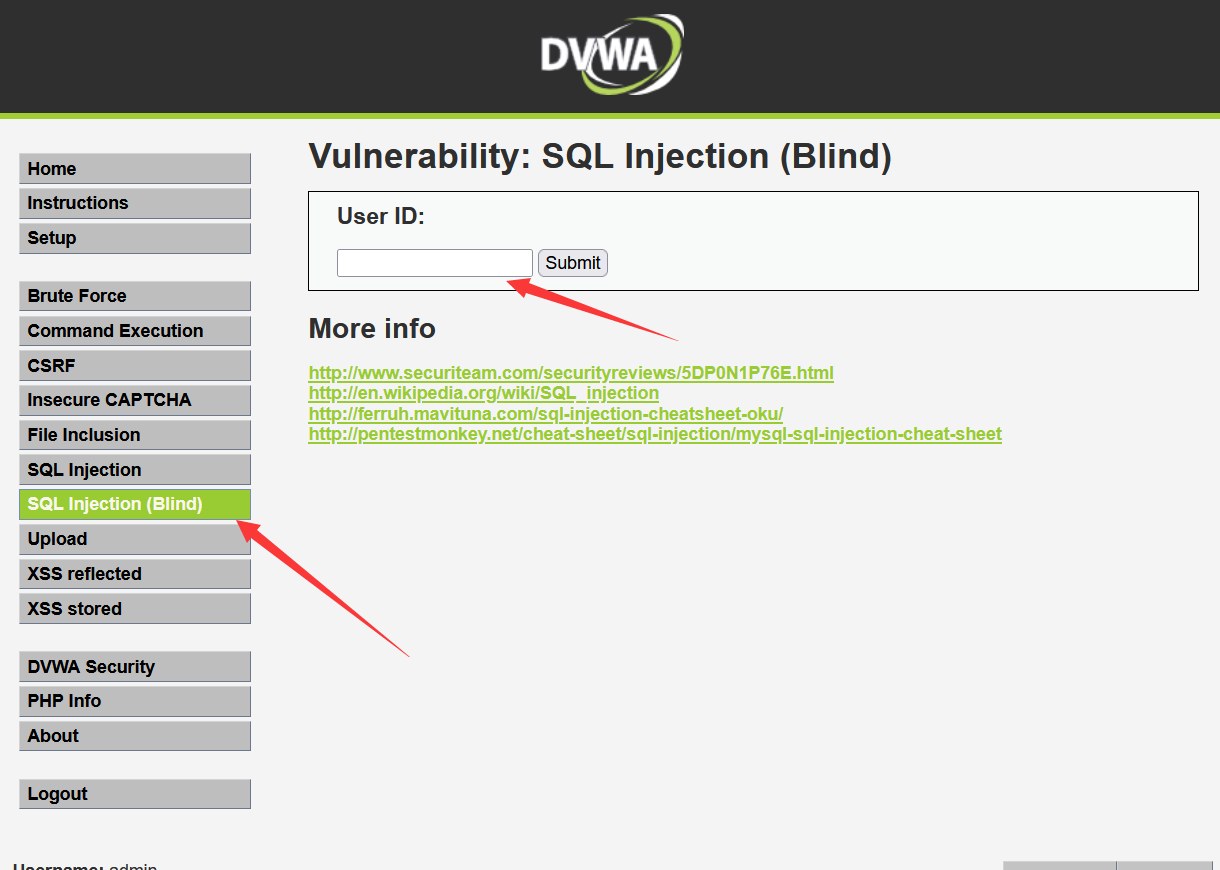 DVWA
Home
Instructions
Setup
Brute Force
Command Execution
CSRF
Insecure CAPTCHA
File Inclusion
SQL Injection
SQL Injection (Blind)
Upload
XSS reflected
XSS stored
DVWA Security
PHP Info
About
Logout
Vulnerability: SQL Injection (Blind)
User ID:
Submit
More info
http://www.securiteam.com/securityreviews/5DP0N1P76E.html
http://en.wikipedia.org/wiki/SQL_injection
http://ferruh.mavituna.com/sql-injection-cheatsheet-oku/
http://pentestmonkey.net/cheat-sheet/sql-injection/mysql-sql-injection-cheat-sheet
Username: admin